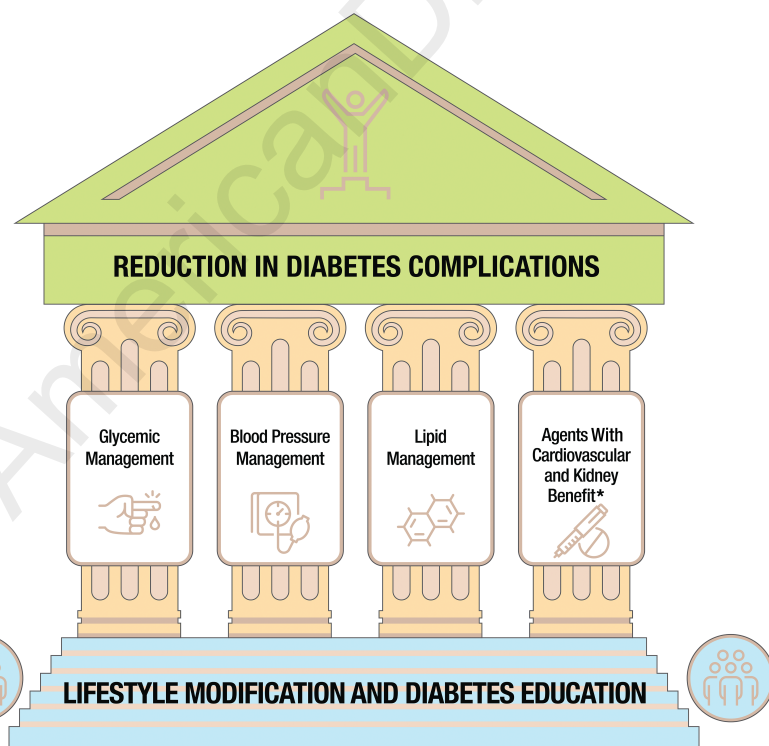 REDUCTION IN DIABETES COMPLICATIONS
Glycemic
Management
Blood Pressure
Management
Lipid
Management
Agents With
Cardiovascular
and Kidney
Benefit*
LIFESTYLE MODIFICATION AND DIABETES EDUCATION